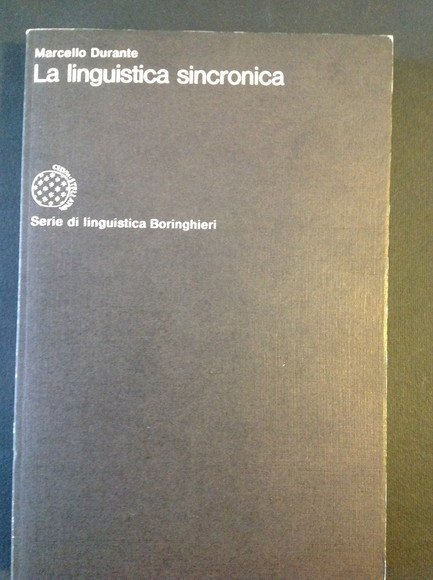 Marcello Durante
La linguistica sincronica
Serie di linguistica Boringhieri